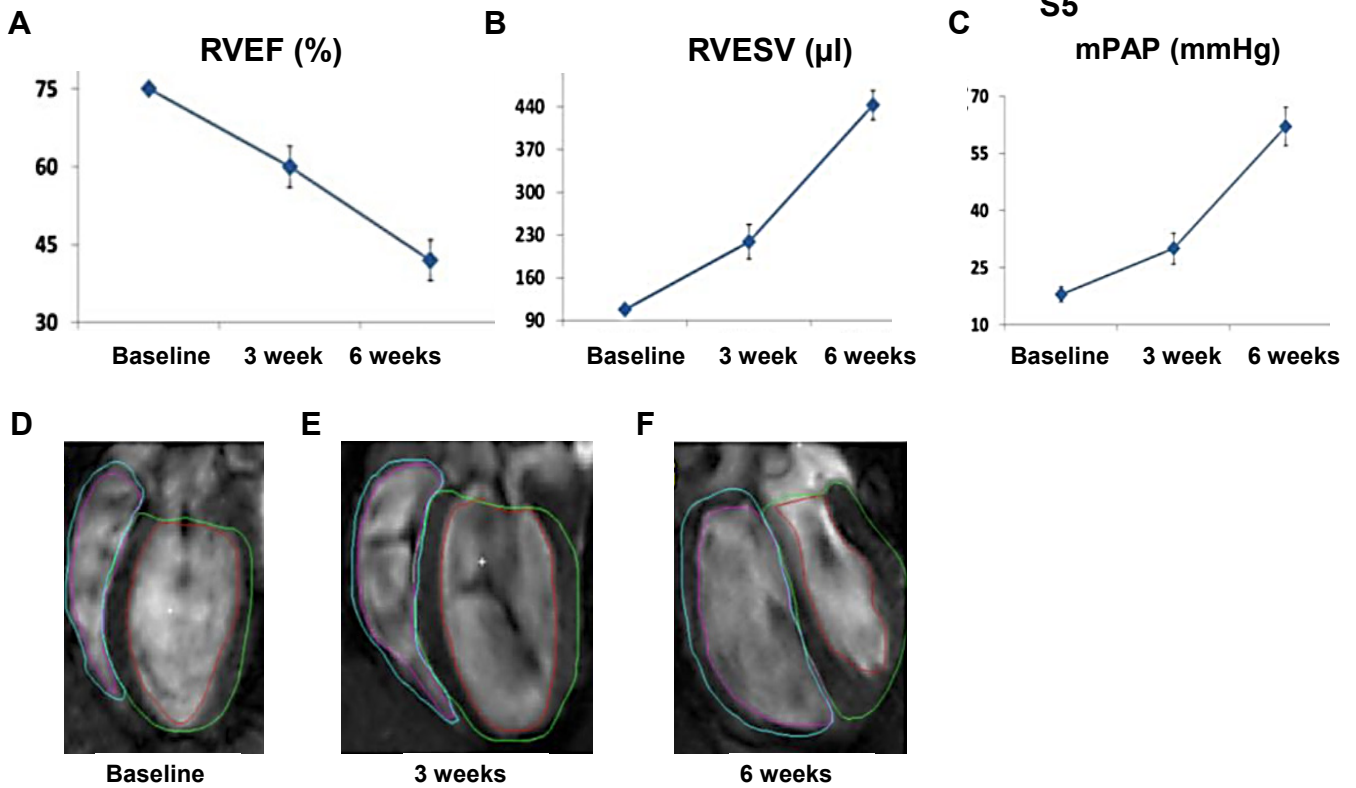 S5
A
RVEF (%)
75
60
45
30
Baseline 3 week 6 weeks
B
RVESV (µl)
440
370
300
230
160
90
Baseline 3 week 6 weeks
C
mPAP (mmHg)
70
55
40
25
10
Baseline 3 week 6 weeks
D
Baseline
E
3 weeks
F
6 weeks